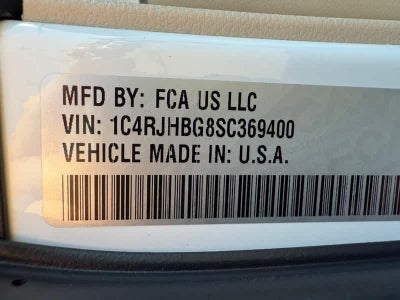 MFD BY: FCA US LLC
VIN: 1C4RJHBG8SC369400
VEHICLE MADE IN: U.S.A.